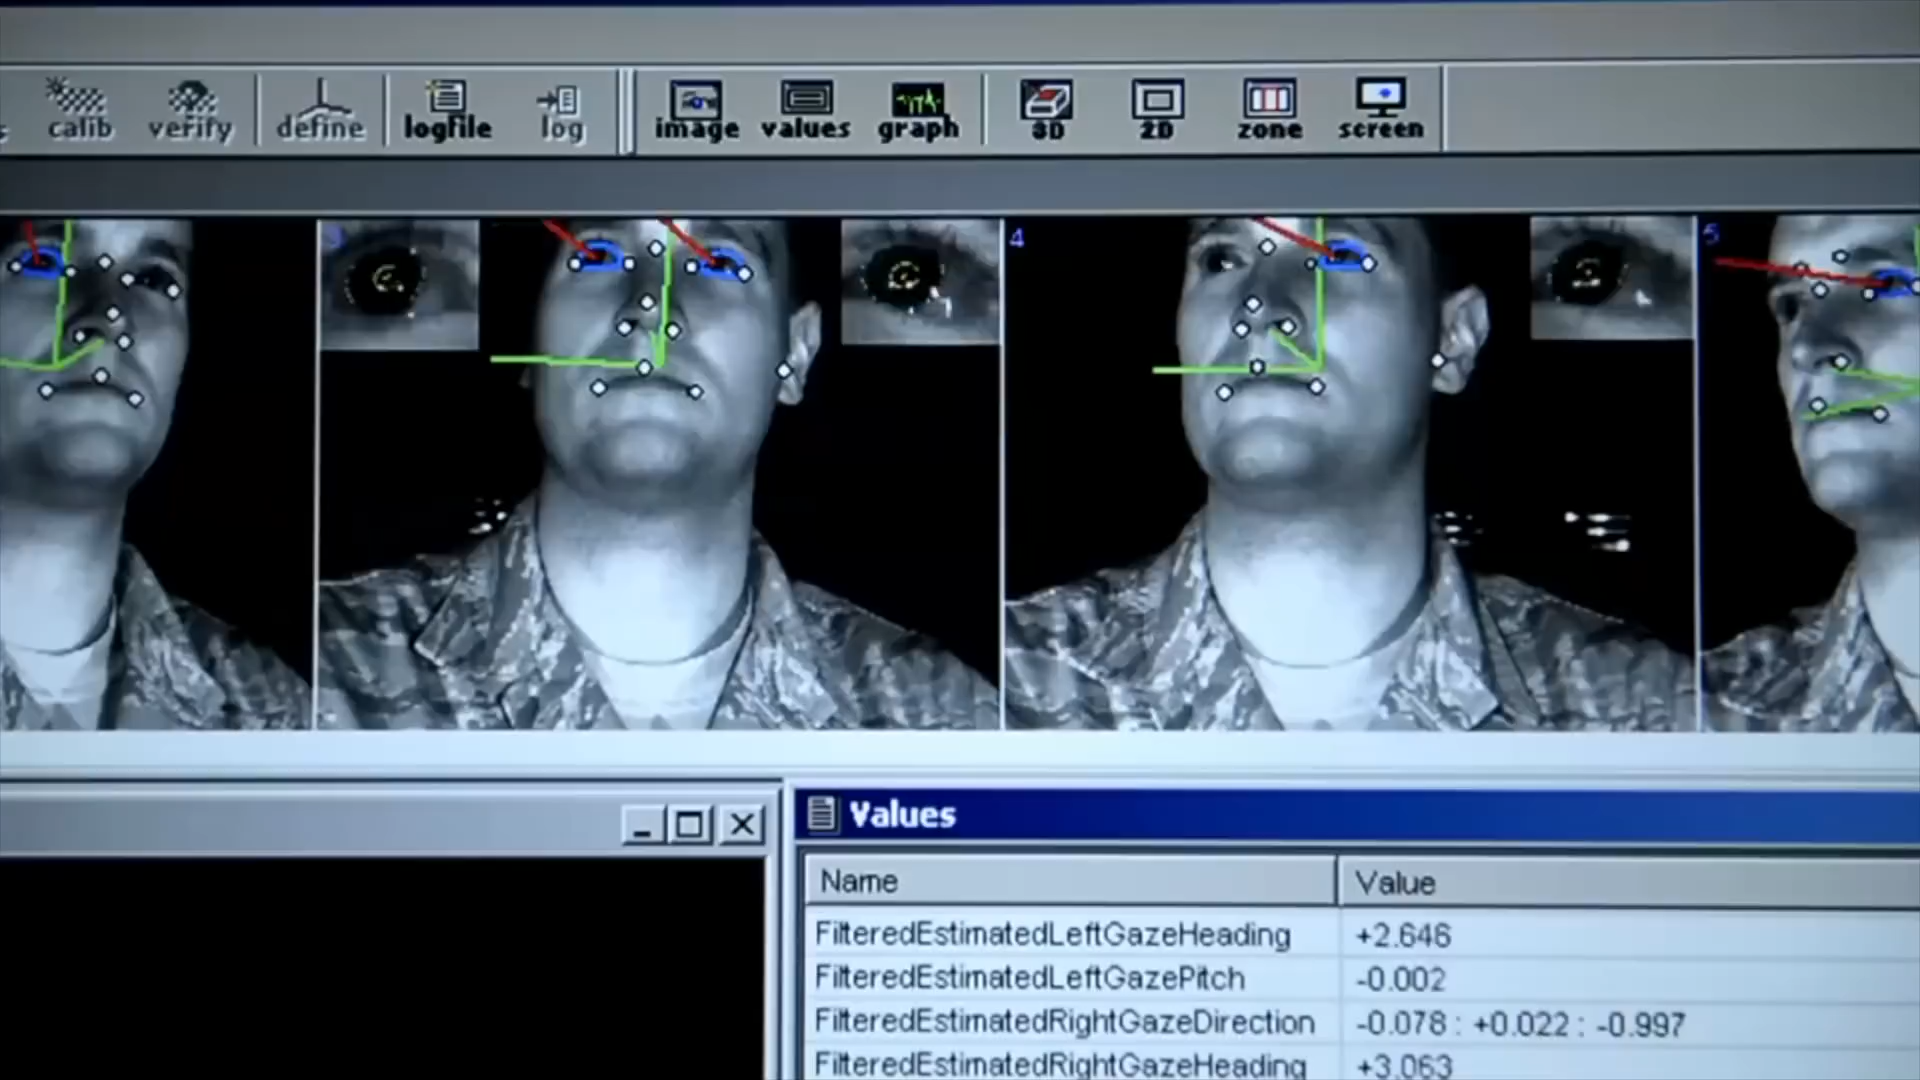 calib verify define logfile log image values graph 3D 2D zone screen
3 4 5
Values
Name Value
FilteredEstimatedLeftGazeHeading +2.646
FilteredEstimatedLeftGazePitch -0.002
FilteredEstimatedRightGazeDirection -0.078 : +0.022 : -0.997
FilteredEstimatedRightGazeHeading +3.063